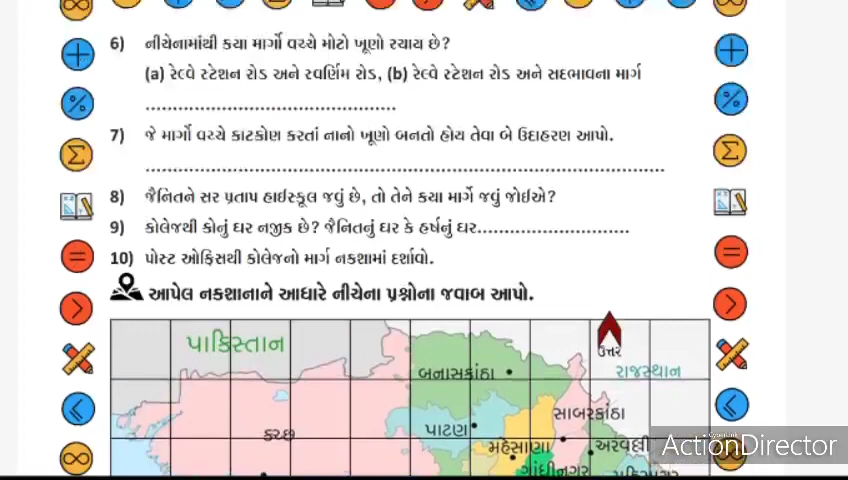 6) નીચેનામાંથી કયા માર્ગો વચ્ચે મોટો ખૂણો રચાય છે?
(a) રેલ્વે સ્ટેશન રોડ અને સ્વર્ણિમ રોડ, (b) રેલ્વે સ્ટેશન રોડ અને સદભાવના માર્ગ
..........................................
7) જે માર્ગો વચ્ચે કાટકોણ કરતાં નાનો ખૂણો બનતો હોય તેવા બે ઉદાહરણ આપો.
........................................................................................
8) જૈનિતને સર પ્રતાપ હાઈસ્કૂલ જવું છે, તો તેને કયા માર્ગે જવું જોઈએ?
9) કોલેજથી કોનું ઘર નજીક છે? જૈનિતનું ઘર કે હર્ષનું ઘર..........................
10) પોસ્ટ ઓફિસથી કોલેજનો માર્ગ નકશામાં દર્શાવો.
આપેલ નકશાનાને આધારે નીચેના પ્રશ્નોના જવાબ આપો.
ઉત્તર
પાકિસ્તાન
રાજસ્થાન
બનાસકાંઠા
સાબરકાંઠા
કચ્છ
પાટણ
મહેસાણા
અરવલ્લી
ગાંધીનગર
ActionDirector